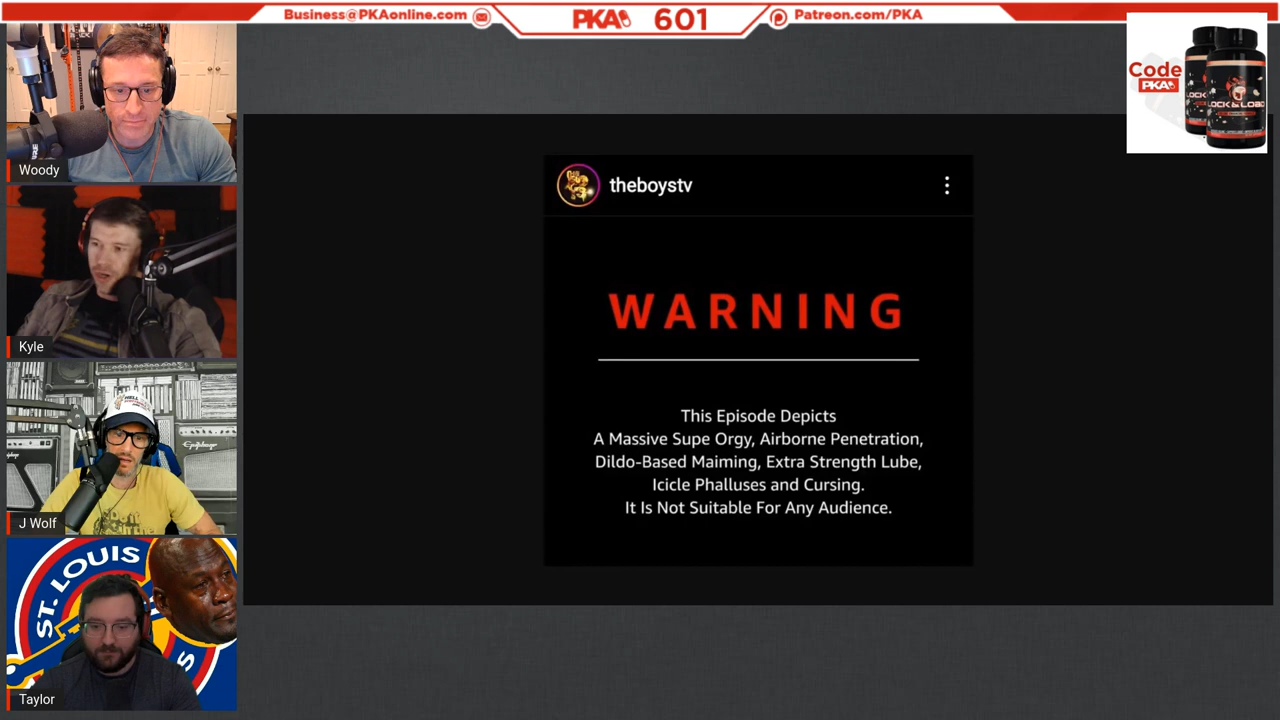 Business@PKAonline.com
PKA 601
Patreon.com/PKA
Code
PKA
LOCK & LOAD
Woody
Kyle
J Wolf
ST. LOUIS
Taylor
theboystv
WARNING
This Episode Depicts
A Massive Supe Orgy, Airborne Penetration,
Dildo-Based Maiming, Extra Strength Lube,
Icicle Phalluses and Cursing.
It Is Not Suitable For Any Audience.